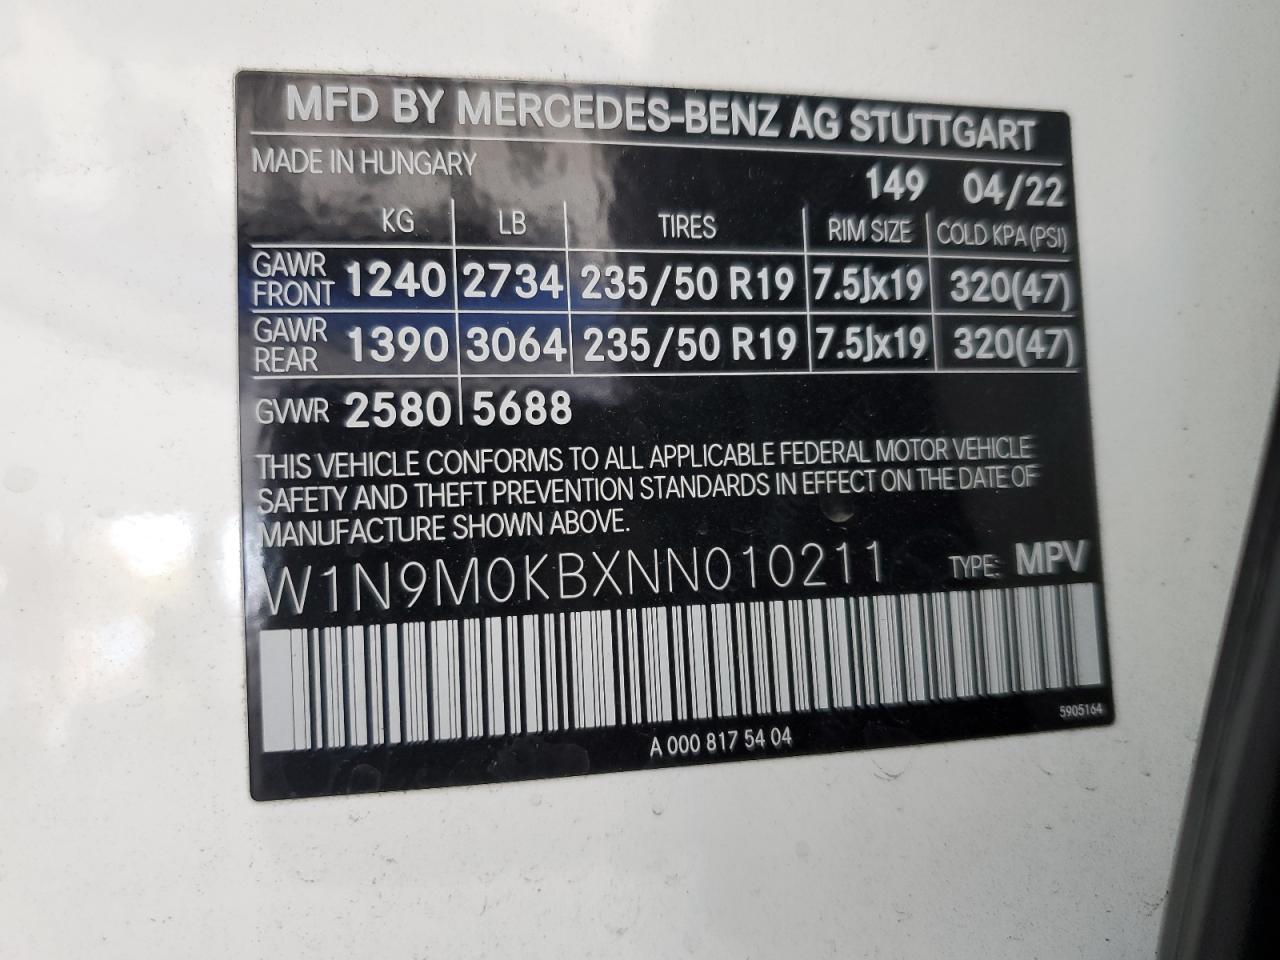 MFD BY MERCEDES-BENZ AG STUTTGART
MADE IN HUNGARY 149 04/22
KG LB TIRES RIM SIZE COLD KPA (PSI)
GAWR FRONT 1240 2734 235/50 R19 7.5Jx19 320(47)
GAWR REAR 1390 3064 235/50 R19 7.5Jx19 320(47)
GVWR 2580 5688
THIS VEHICLE CONFORMS TO ALL APPLICABLE FEDERAL MOTOR VEHICLE
SAFETY AND THEFT PREVENTION STANDARDS IN EFFECT ON THE DATE OF
MANUFACTURE SHOWN ABOVE.
W1N9M0KBXNN010211 TYPE: MPV
5905164
A 000 817 54 04